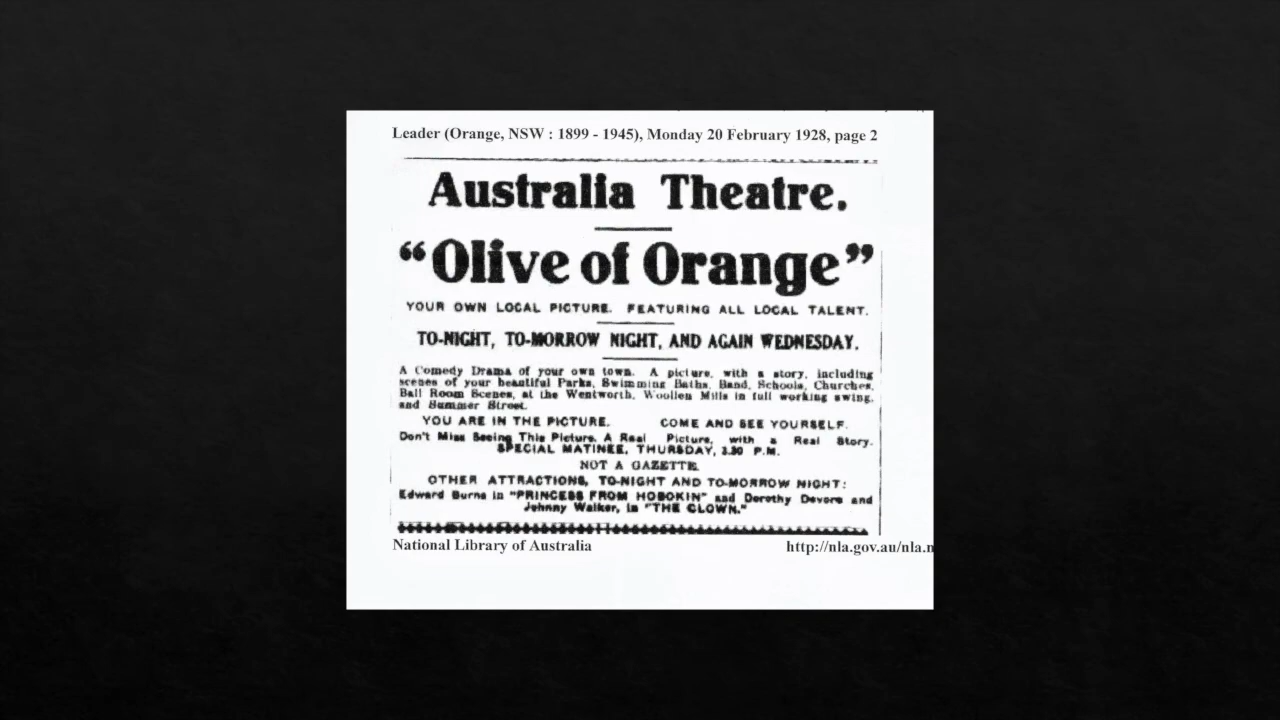 Leader (Orange, NSW : 1899 - 1945), Monday 20 February 1928, page 2
Australia Theatre.
“Olive of Orange”
YOUR OWN LOCAL PICTURE. FEATURING ALL LOCAL TALENT.
TO-NIGHT, TO-MORROW NIGHT, AND AGAIN WEDNESDAY.
A Comedy Drama of your own town. A picture, with a story, including
scenes of your beautiful Parks, Swimming Baths, Band, Schools, Churches,
Ball Room Scenes, at the Wentworth, Woollen Mills in full working swing,
and Summer Street.
YOU ARE IN THE PICTURE. COME AND SEE YOURSELF.
Don't Miss Seeing This Picture. A Real Picture, with a Real Story.
SPECIAL MATINEE, THURSDAY, 3.30 P.M.
NOT A GAZETTE.
OTHER ATTRACTIONS, TO-NIGHT AND TO-MORROW NIGHT:
Edward Burns in "PRINCESS FROM HOBOKIN" and Dorothy Devore and
Johnny Walker, in "THE CLOWN."
National Library of Australia http://nla.gov.au/nla.n